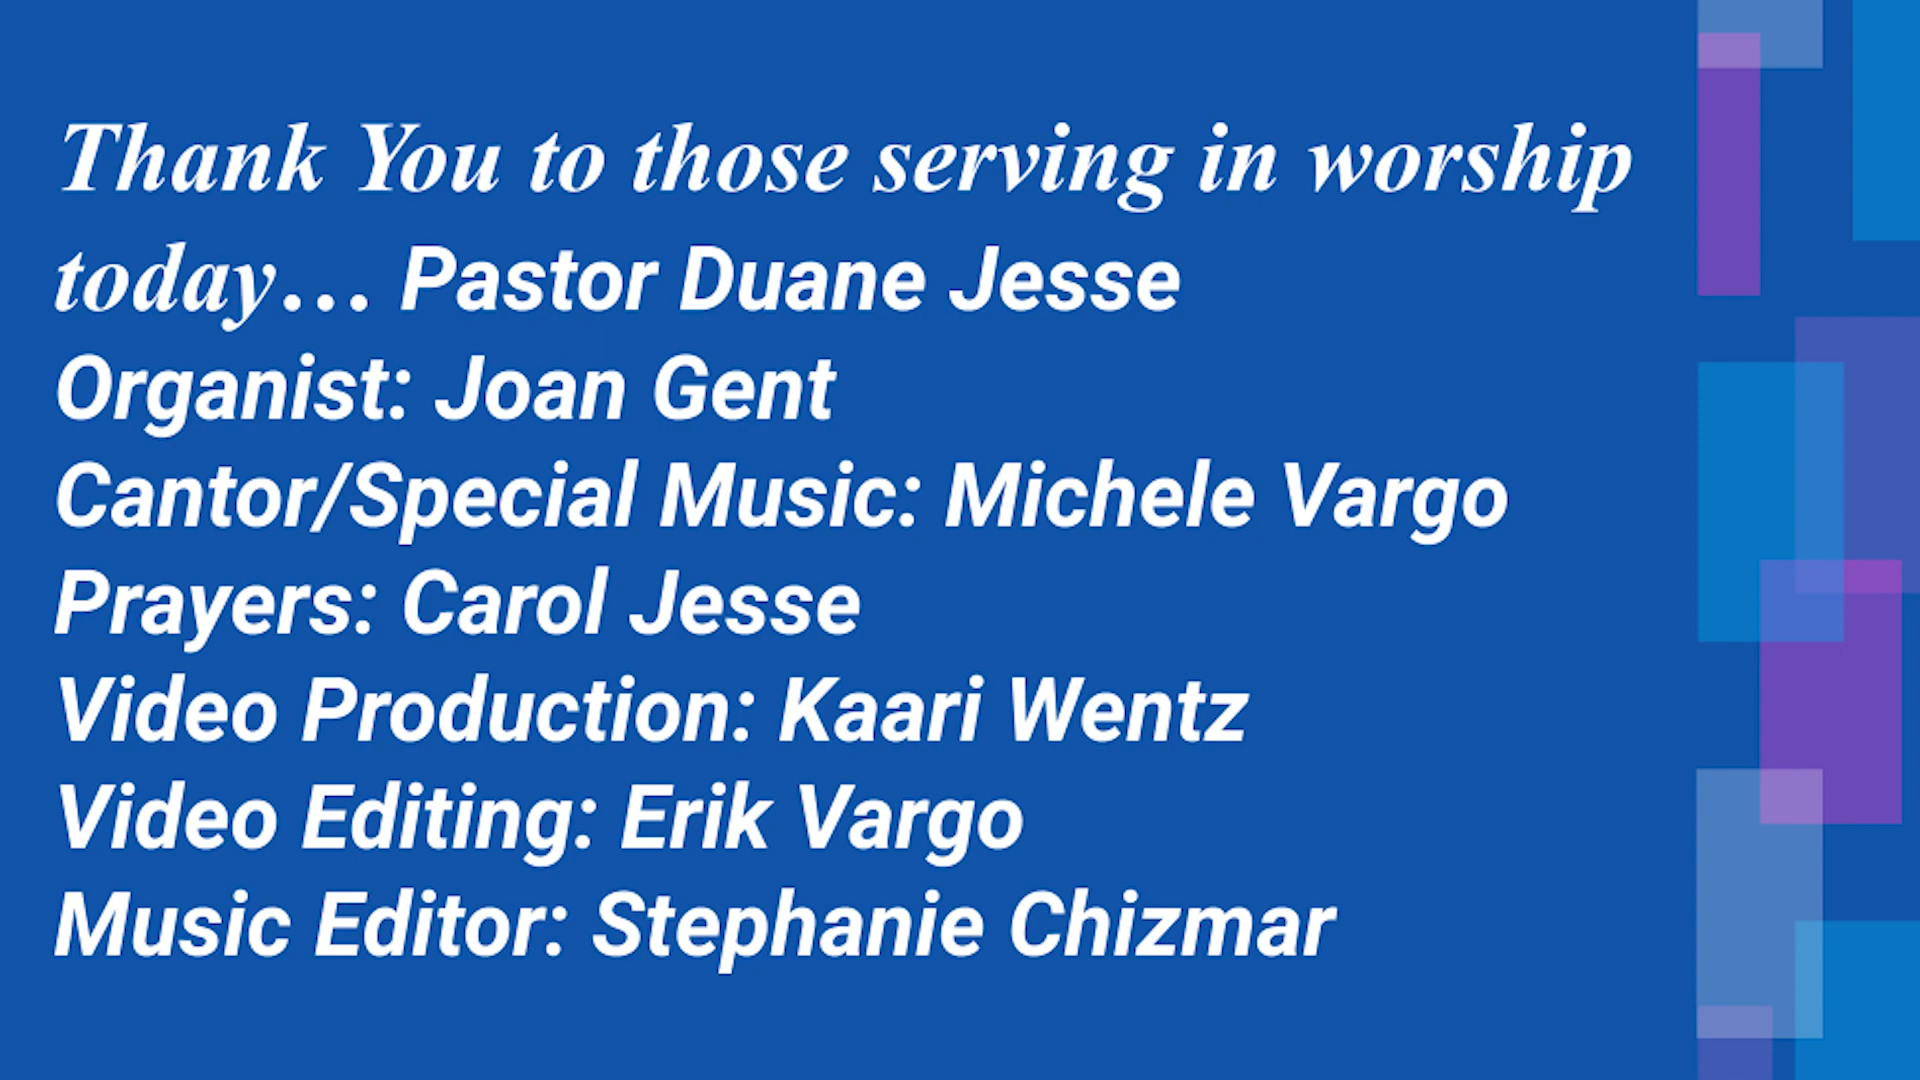 Thank You to those serving in worship
today... Pastor Duane Jesse
Organist: Joan Gent
Cantor/Special Music: Michele Vargo
Prayers: Carol Jesse
Video Production: Kaari Wentz
Video Editing: Erik Vargo
Music Editor: Stephanie Chizmar